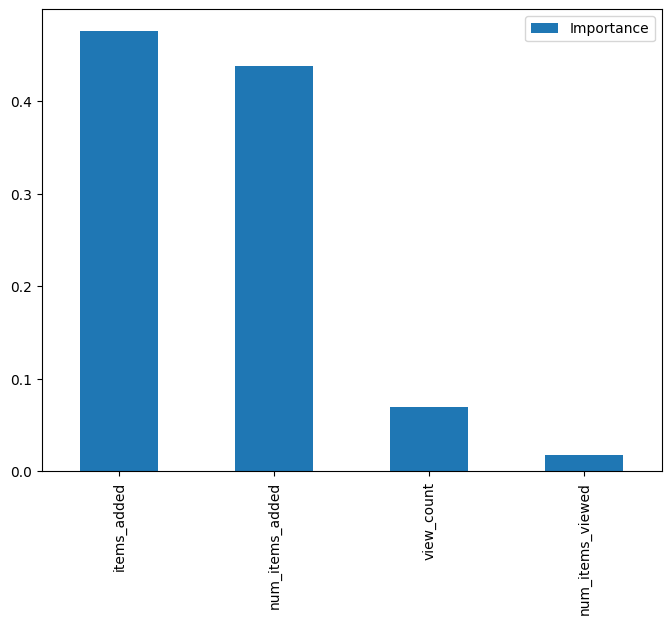 Importance
0.4
0.3
0.2
0.1
0.0
items_added
num_items_added
view_count
num_items_viewed